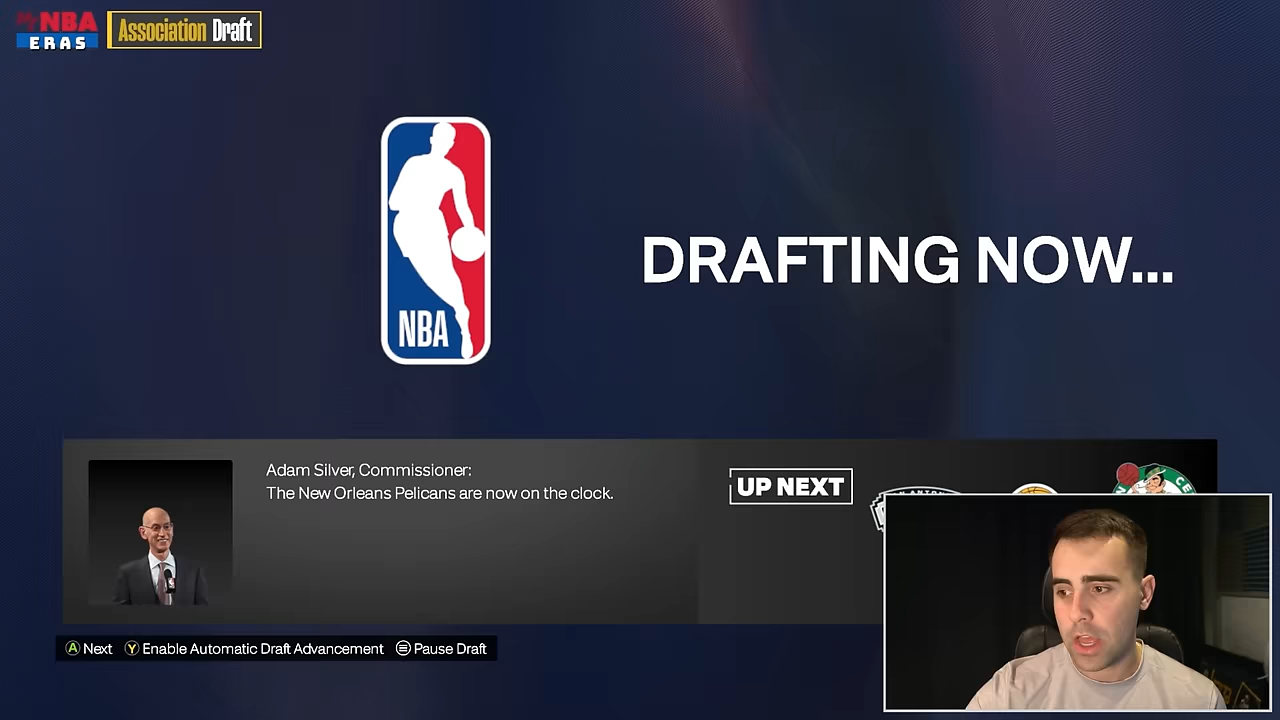 MyNBA
ERAS
Association Draft
NBA
DRAFTING NOW...
Adam Silver, Commissioner:
The New Orleans Pelicans are now on the clock.
UP NEXT
A Next Y Enable Automatic Draft Advancement Pause Draft